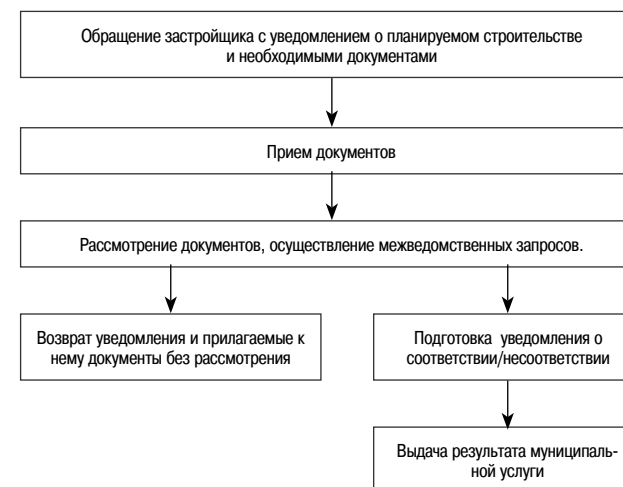 Обращение застройщика с уведомлением о планируемом строительстве
и необходимыми документами
Прием документов
Рассмотрение документов, осуществление межведомственных запросов.
Возврат уведомления и прилагаемые к
нему документы без рассмотрения
Подготовка уведомления о
соответствии/несоответствии
Выдача результата муниципаль-
ной услуги